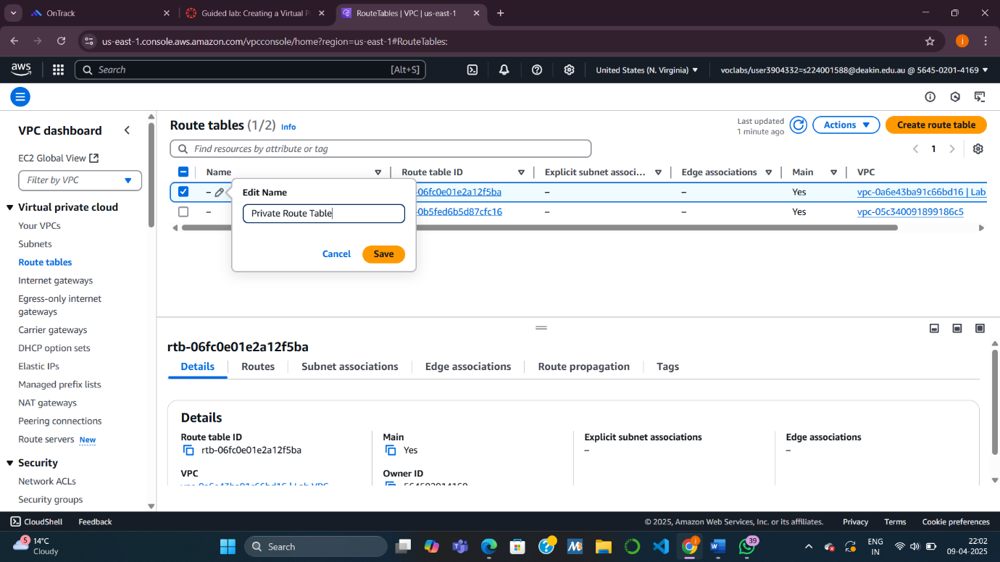 OnTrack
Guided lab: Creating a Virtual P
RouteTables | VPC | us-east-1
us-east-1.console.aws.amazon.com/vpcconsole/home?region=us-east-1#RouteTables:
j
aws
Search
[Alt+S]
United States (N. Virginia)
voclabs/user3904332=s224001588@deakin.edu.au @ 5645-0201-4169
VPC dashboard
EC2 Global View
Filter by VPC
Virtual private cloud
Your VPCs
Subnets
Route tables
Internet gateways
Egress-only internet
gateways
Carrier gateways
DHCP option sets
Elastic IPs
Managed prefix lists
NAT gateways
Peering connections
Route servers New
Security
Network ACLs
Security groups
Route tables (1/2) Info
Last updated
1 minute ago
Actions
Create route table
Find resources by attribute or tag
1
Name
Route table ID
Explicit subnet associ...
Edge associations
Main
VPC
– -06fc0e01e2a12f5ba – – Yes vpc-0a6e43ba91c66bd16 | Lab
– -0b5fed6b5d87cfc16 – – Yes vpc-05c340091899186c5
Edit Name
Private Route Table
Cancel
Save
rtb-06fc0e01e2a12f5ba
Details
Routes
Subnet associations
Edge associations
Route propagation
Tags
Details
Route table ID
rtb-06fc0e01e2a12f5ba
Main
Yes
Explicit subnet associations
–
Edge associations
–
VPC
vpc-0a6e43ba91c66bd16 | Lab VPC
Owner ID
564502014169
CloudShell
Feedback
© 2025, Amazon Web Services, Inc. or its affiliates.
Privacy
Terms
Cookie preferences
5
14°C
Cloudy
Search
39
ENG
IN
22:02
09-04-2025